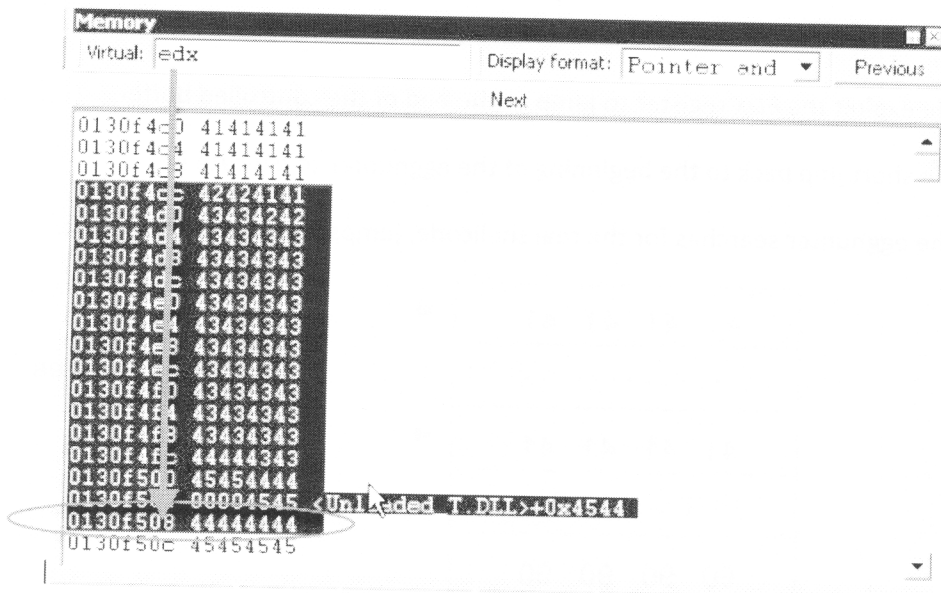 Memory
Virtual: edx Display format: Pointer and Previous
Next
0130f4c0 41414141
0130f4c4 41414141
0130f4c8 41414141
0130f4cc 42424141
0130f4d0 43434242
0130f4d4 43434343
0130f4d8 43434343
0130f4dc 43434343
0130f4e0 43434343
0130f4e4 43434343
0130f4e8 43434343
0130f4ec 43434343
0130f4f0 43434343
0130f4f4 43434343
0130f4f8 43434343
0130f4fc 44444343
0130f500 45454444
00004545 <Unloaded_T.DLL>+0x4544
0130f508 44444444
0130f50c 45454545